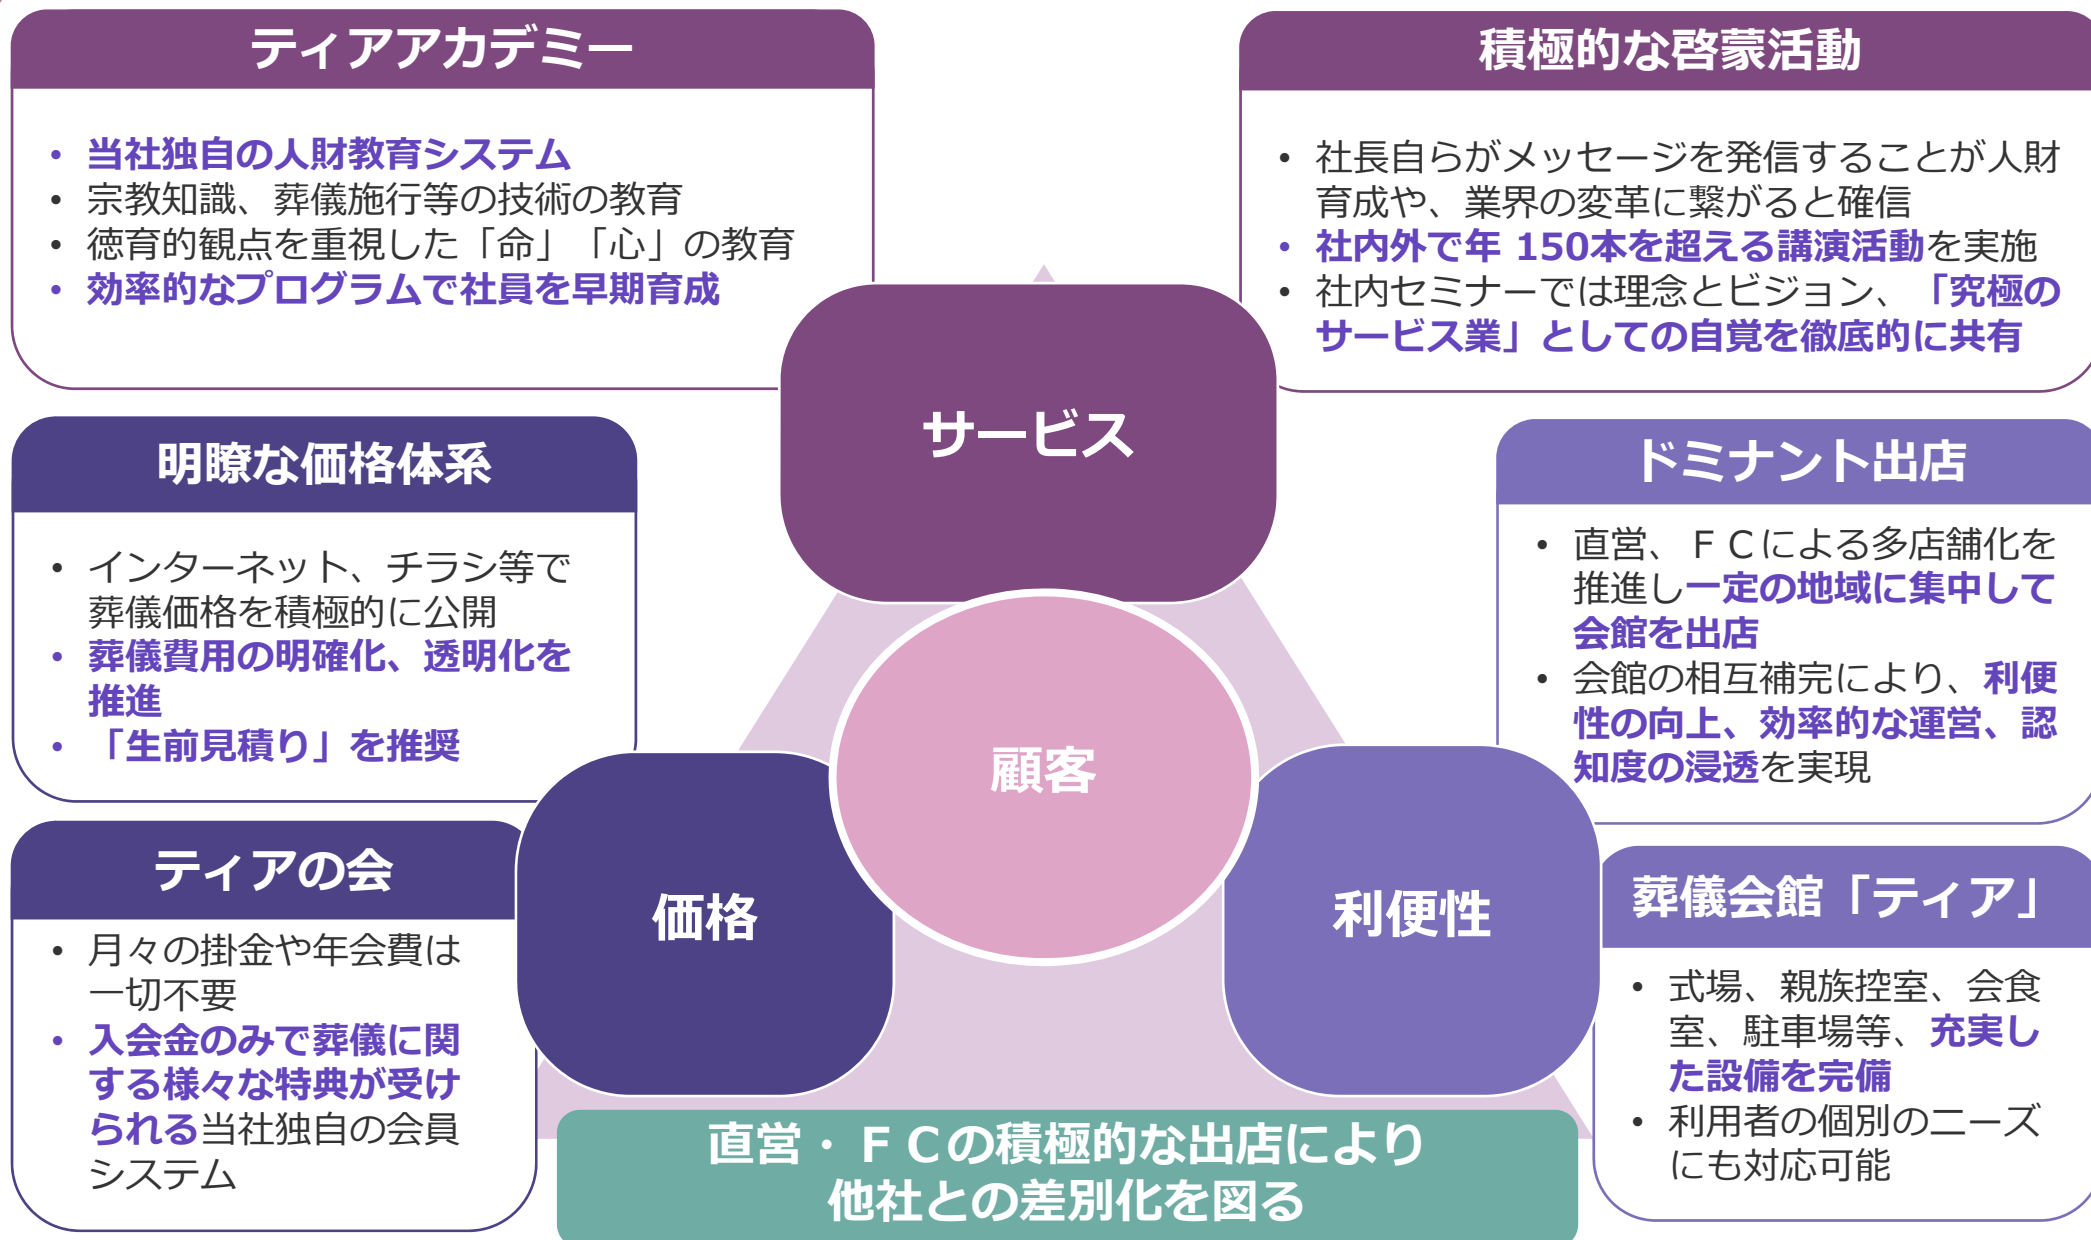 ティアアカデミー
• 当社独自の人財教育システム
• 宗教知識、葬儀施行等の技術の教育
• 徳育的観点を重視した「命」「心」の教育
• 効率的なプログラムで社員を早期育成
積極的な啓蒙活動
• 社長自らがメッセージを発信することが人財
育成や、業界の変革に繋がると確信
• 社内外で年 150本を超える講演活動を実施
• 社内セミナーでは理念とビジョン、「究極の
サービス業」としての自覚を徹底的に共有
サービス
明瞭な価格体系
• インターネット、チラシ等で
葬儀価格を積極的に公開
• 葬儀費用の明確化、透明化を
推進
• 「生前見積り」を推奨
ドミナント出店
• 直営、ＦＣによる多店舗化を
推進し一定の地域に集中して
会館を出店
• 会館の相互補完により、利便
性の向上、効率的な運営、認
知度の浸透を実現
顧客
価格
利便性
ティアの会
• 月々の掛金や年会費は
一切不要
• 入会金のみで葬儀に関
する様々な特典が受け
られる当社独自の会員
システム
葬儀会館「ティア」
• 式場、親族控室、会食
室、駐車場等、充実し
た設備を完備
• 利用者の個別のニーズ
にも対応可能
直営・ＦＣの積極的な出店により
他社との差別化を図る